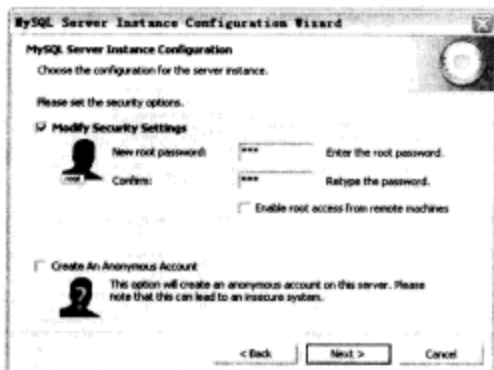 MySQL Server Instance Configuration Wizard
MySQL Server Instance Configuration
Choose the configuration for the server instance.
Please set the security options.
Modify Security Settings
New root password: *** Enter the root password.
root
Confirm: *** Retype the password.
Enable root access from remote machines
Create An Anonymous Account
This option will create an anonymous account on this server. Please
note that this can lead to an insecure system.
< Back Next > Cancel